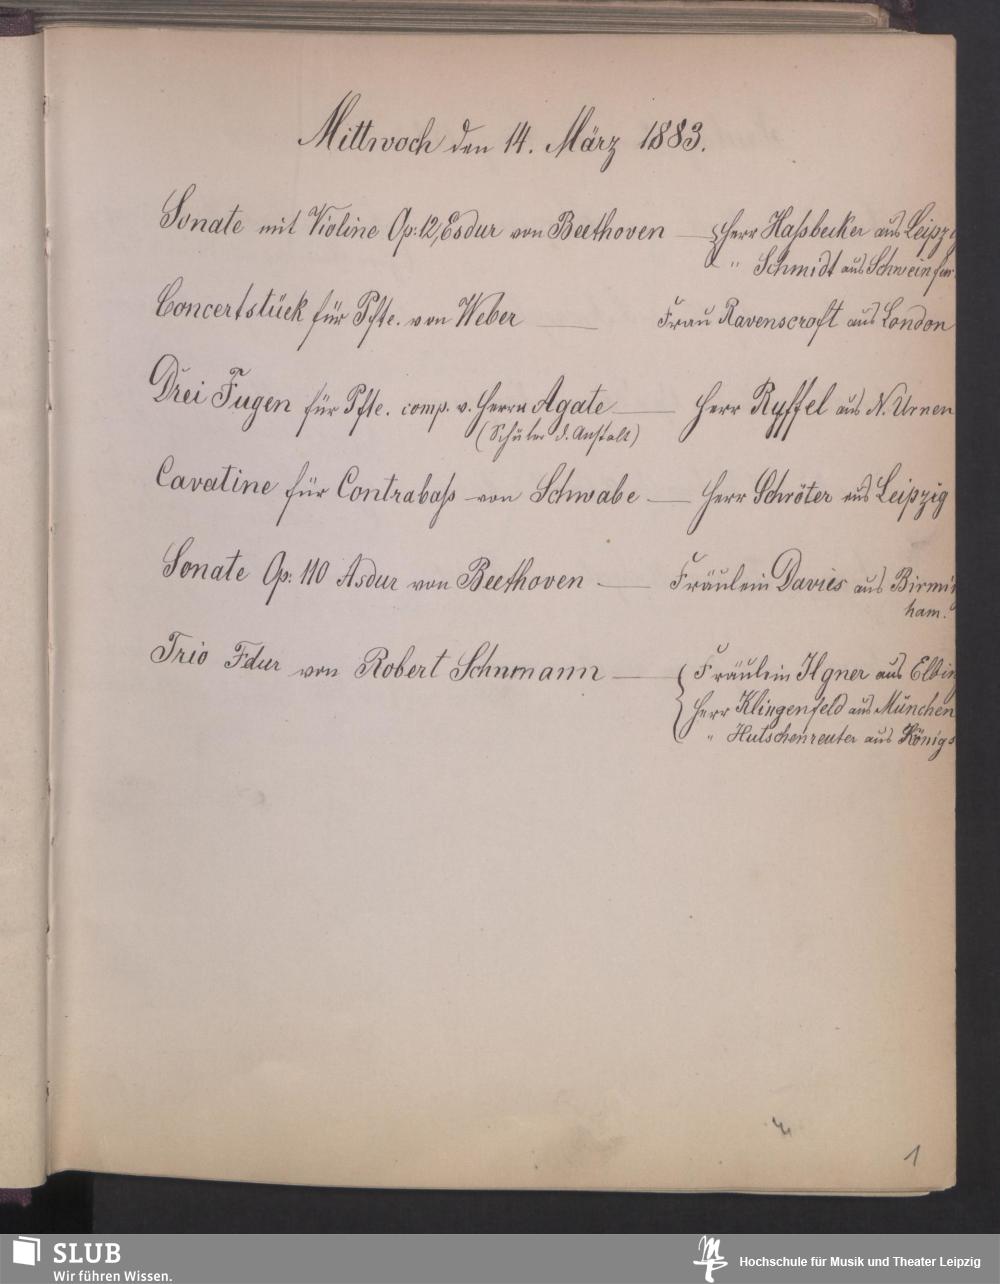 Mittwoch den 14. März 1883.
Sonate mit Violine Op: 12, Esdur von Beethoven — Herr Haßbecker aus Leipzig
" Schmidt aus Schweinfur
Concertstück für Pfte. von Weber — Frau Ravenscroft aus London
Drei Fugen für Pfte. comp. v. Herrn Agate — Herr Ryffel aus N. Urnen
(Schüler d. Anstalt)
Cavatine für Contrabaß von Schwabe — Herr Schröter aus Leipzig
Sonate Op: 110 Asdur von Beethoven — Fräulein Davies aus Birmin
ham.
Trio Fdur von Robert Schumann — Fräulein Ilgner aus Elbin
Herr Klingenfeld aus München
" Hutschenreuter aus Königs
1
SLUB
Wir führen Wissen.
Hochschule für Musik und Theater Leipzig